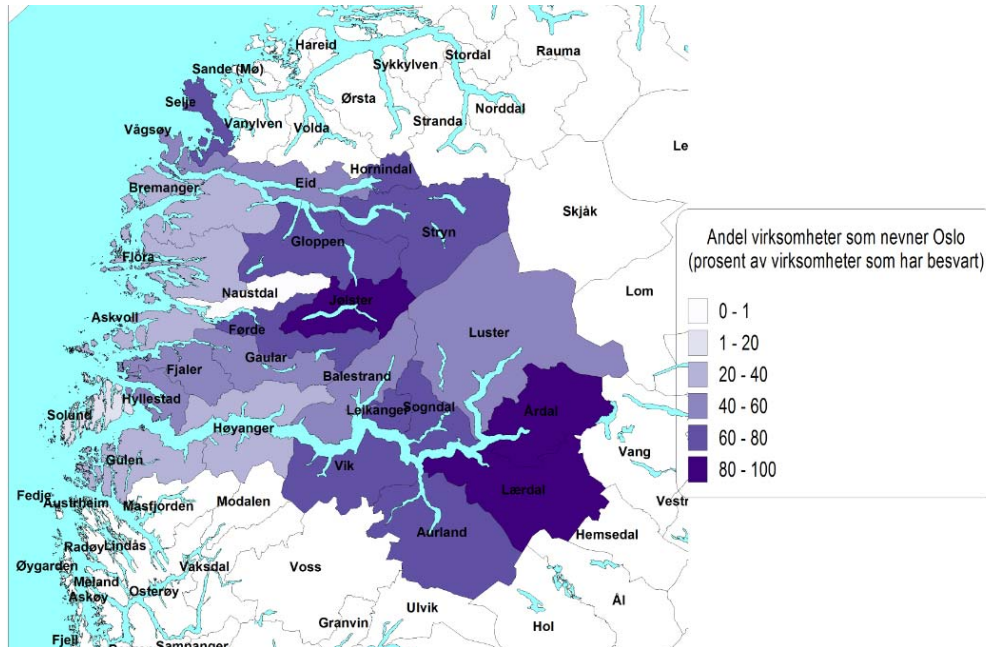 Hareid
Rauma
Stordal
Sykkylven
Sande (Mø)
Ørsta
Norddal
Selje
Stranda
Vanylven
Volda
Vågsøy
Le
Hornindal
Eid
Bremanger
Skjåk
Stryn
Gloppen
Flora
Naustdal
Jølster
Lom
Askvoll
Førde
Luster
Gaular
Fjaler
Balestrand
Hyllestad
Leikanger
Sogndal
Solund
Årdal
Høyanger
Vang
Gulen
Vik
Lærdal
Fedje
Austrheim
Modalen
Vestr
Masfjorden
Aurland
Hemsedal
Radøy
Lindås
Øygarden
Vaksdal
Voss
Meland
Osterøy
Askøy
Ål
Ulvik
Granvin
Hol
Fjell
Samnanger
Andel virksomheter som nevner Oslo
(prosent av virksomheter som har besvart)
0 - 1
1 - 20
20 - 40
40 - 60
60 - 80
80 - 100